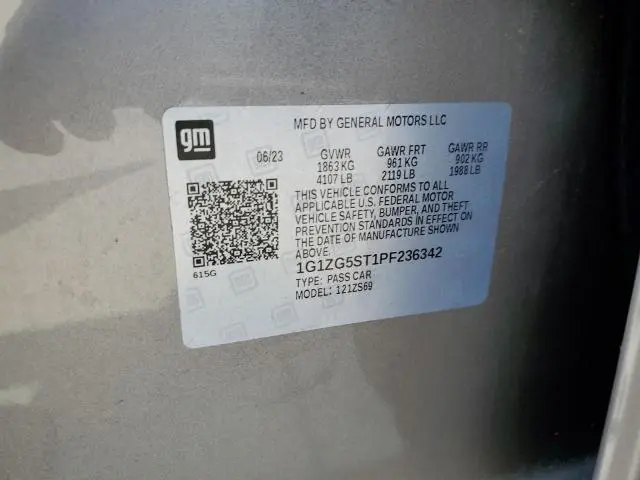 gm
MFD BY GENERAL MOTORS LLC
06/23 GVWR GAWR FRT GAWR RR
1863 KG 961 KG 902 KG
4107 LB 2119 LB 1988 LB
THIS VEHICLE CONFORMS TO ALL
APPLICABLE U.S. FEDERAL MOTOR
VEHICLE SAFETY, BUMPER, AND THEFT
PREVENTION STANDARDS IN EFFECT ON
THE DATE OF MANUFACTURE SHOWN
ABOVE.
1G1ZG5ST1PF236342
TYPE: PASS CAR
MODEL: 121ZS69
615G